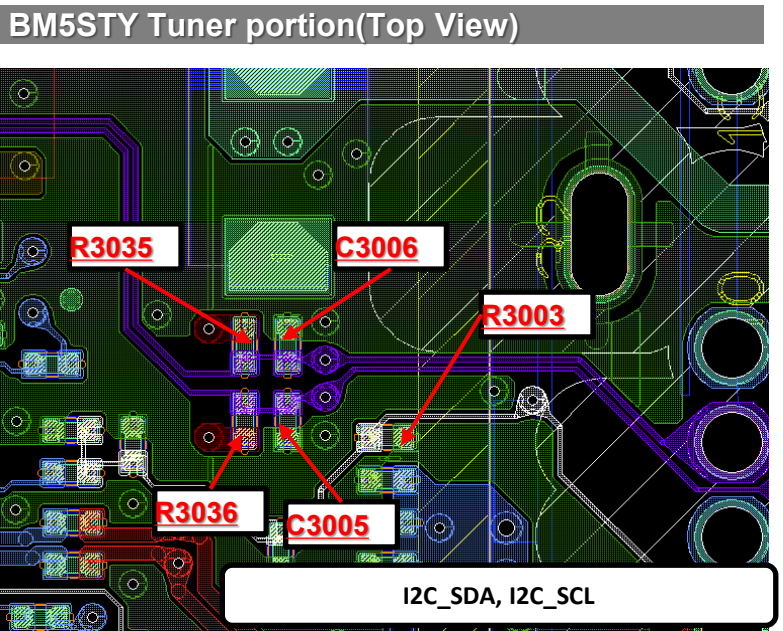 BM5STY Tuner portion(Top View)
R3035
C3006
R3003
R3036
C3005
I2C_SDA, I2C_SCL